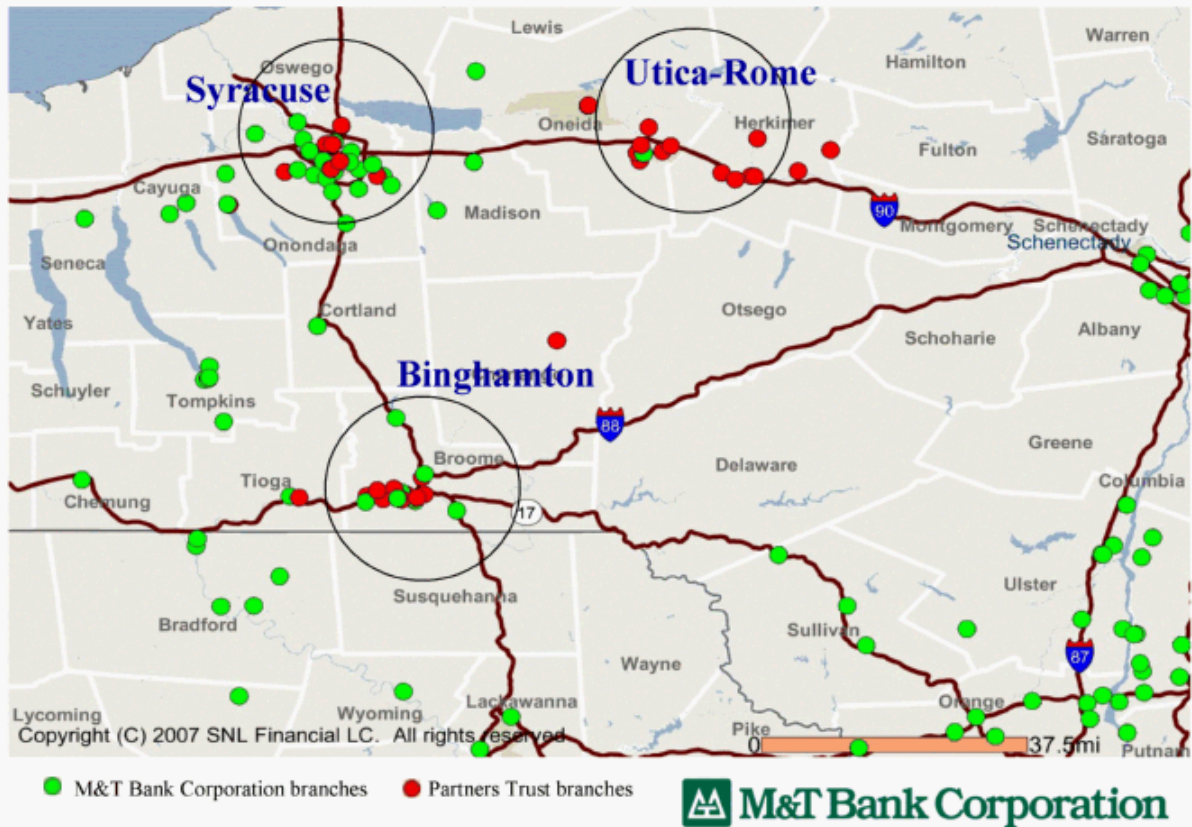 Lewis
Warren
Hamilton
Oswego
Utica-Rome
Syracuse
Oneida
Herkimer
Saratoga
Fulton
Cayuga
Madison
90
Montgomery
Schenectady
Onondaga
Schenectady
Seneca
Cortland
Otsego
Yates
Schoharie
Albany
Binghamton
Schuyler
Tompkins
88
Greene
Broome
Delaware
Tioga
Columbia
Chemung
17
Ulster
Susquehanna
Bradford
Sullivan
87
Wayne
Lackawanna
Orange
Lycoming
Wyoming
Pike
Copyright (C) 2007 SNL Financial LC. All rights reserved
0
37.5mi
Putnam
M&T Bank Corporation branches
Partners Trust branches
M&T Bank Corporation